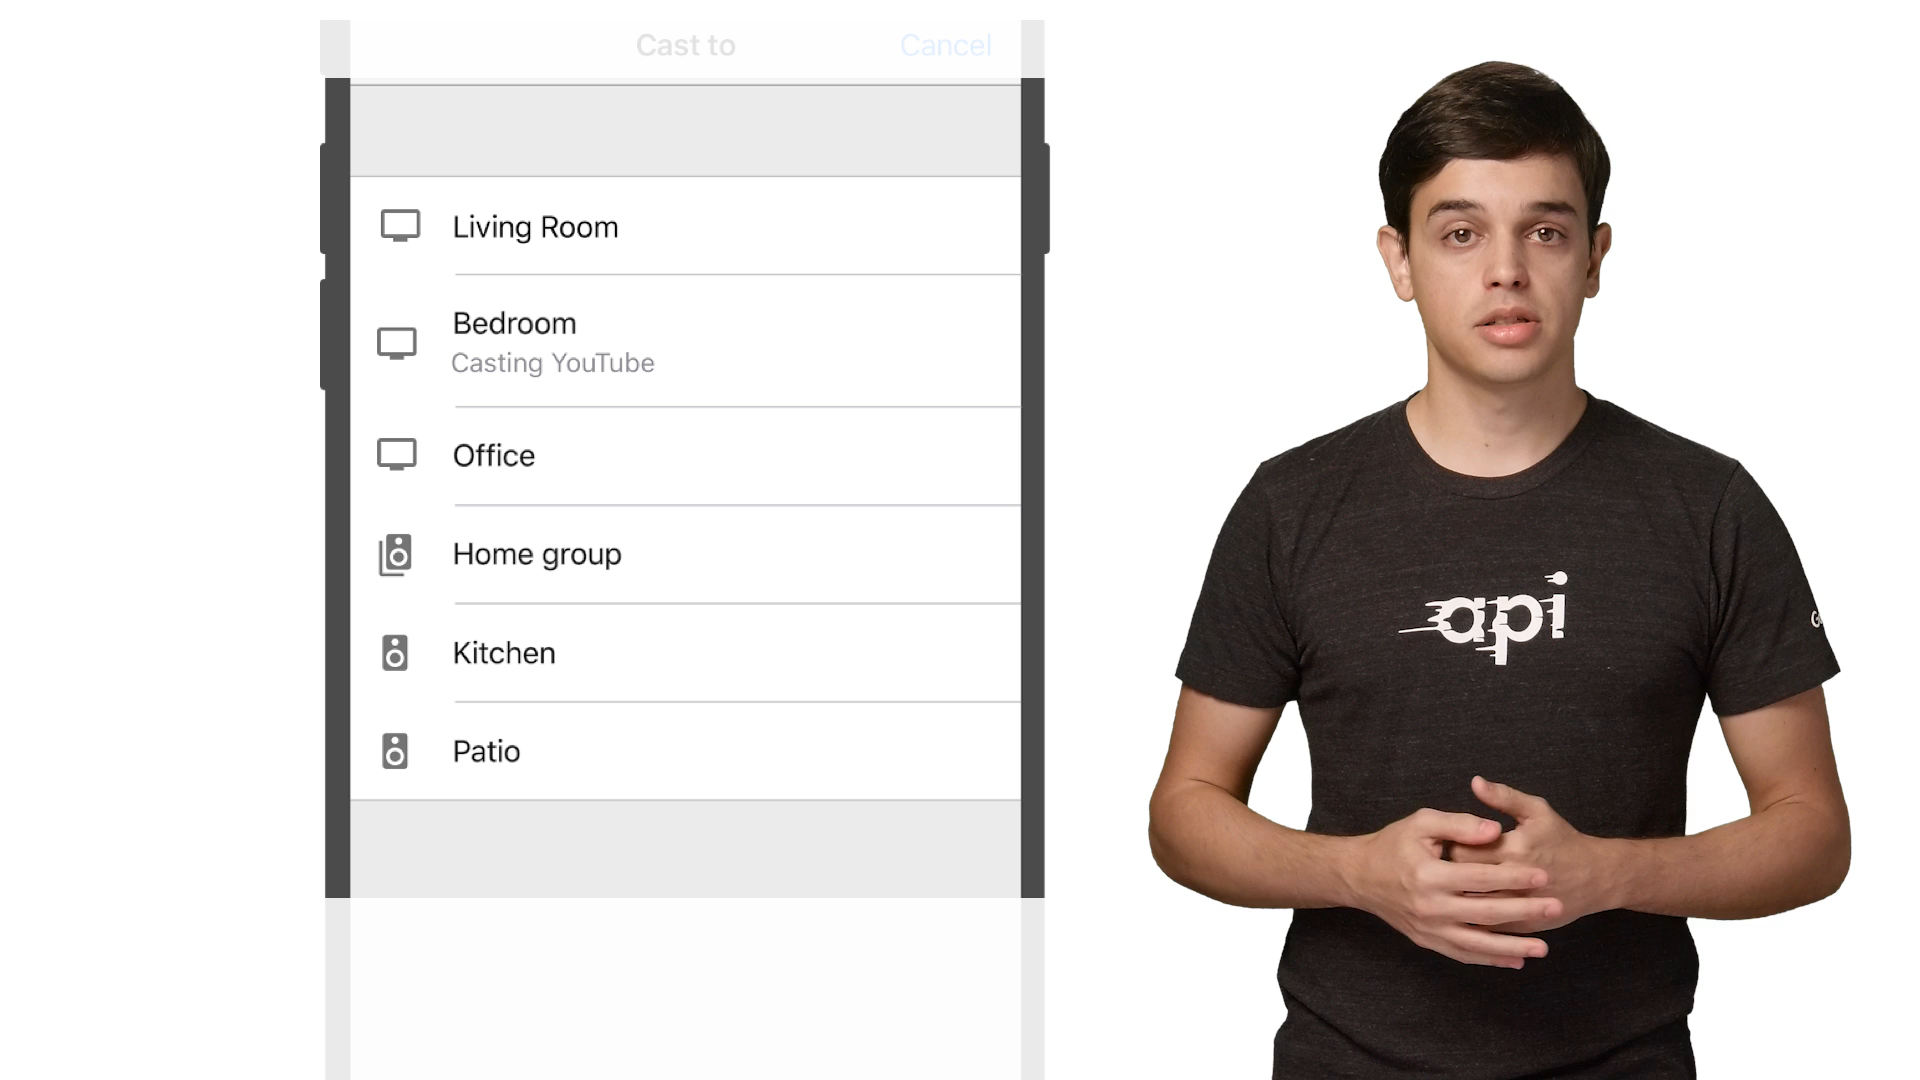 Cast to
Cancel
Living Room
Bedroom
Casting YouTube
Office
Home group
Kitchen
Patio
api